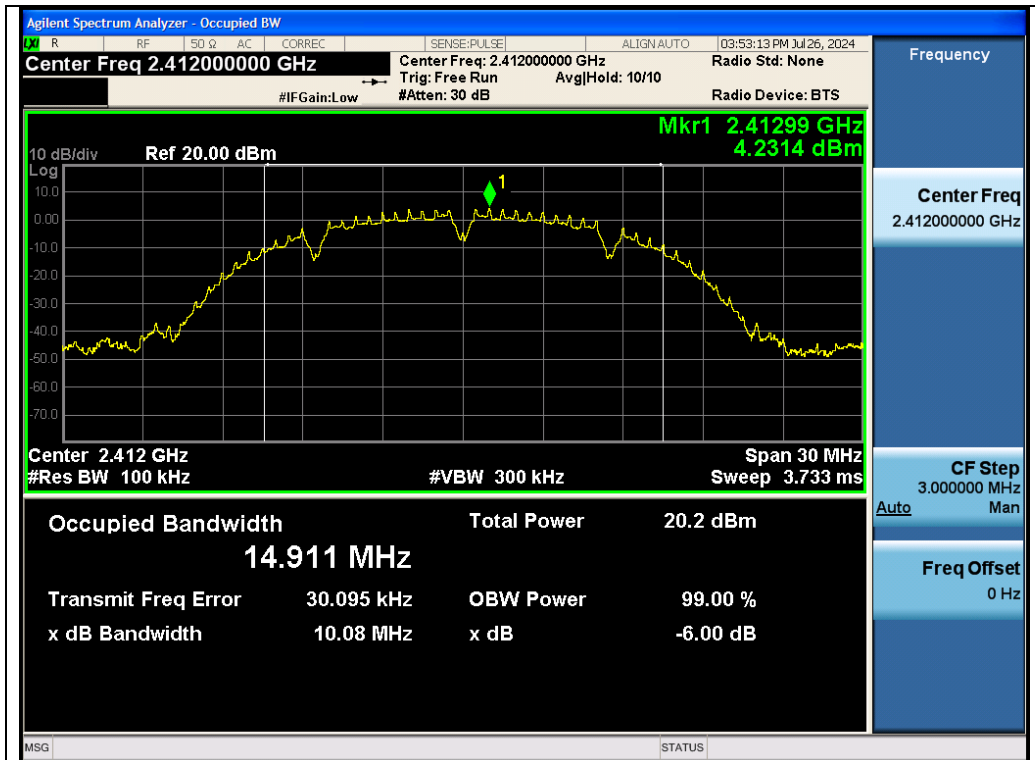 Agilent Spectrum Analyzer - Occupied BW
LXI R RF 50 Ω AC CORREC SENSE:PULSE ALIGN AUTO 03:53:13 PM Jul 26, 2024
Center Freq 2.412000000 GHz
Center Freq: 2.412000000 GHz Radio Std: None
Trig: Free Run Avg|Hold: 10/10
#IFGain:Low #Atten: 30 dB Radio Device: BTS
Frequency
Mkr1 2.41299 GHz
4.2314 dBm
10 dB/div Ref 20.00 dBm
Log
10.0
0.00
-10.0
-20.0
-30.0
-40.0
-50.0
-60.0
-70.0
1
Center 2.412 GHz Span 30 MHz
#Res BW 100 kHz #VBW 300 kHz Sweep 3.733 ms
Center Freq
2.412000000 GHz
CF Step
3.000000 MHz
Auto Man
Freq Offset
0 Hz
Occupied Bandwidth Total Power 20.2 dBm
14.911 MHz
Transmit Freq Error 30.095 kHz OBW Power 99.00 %
x dB Bandwidth 10.08 MHz x dB -6.00 dB
MSG STATUS